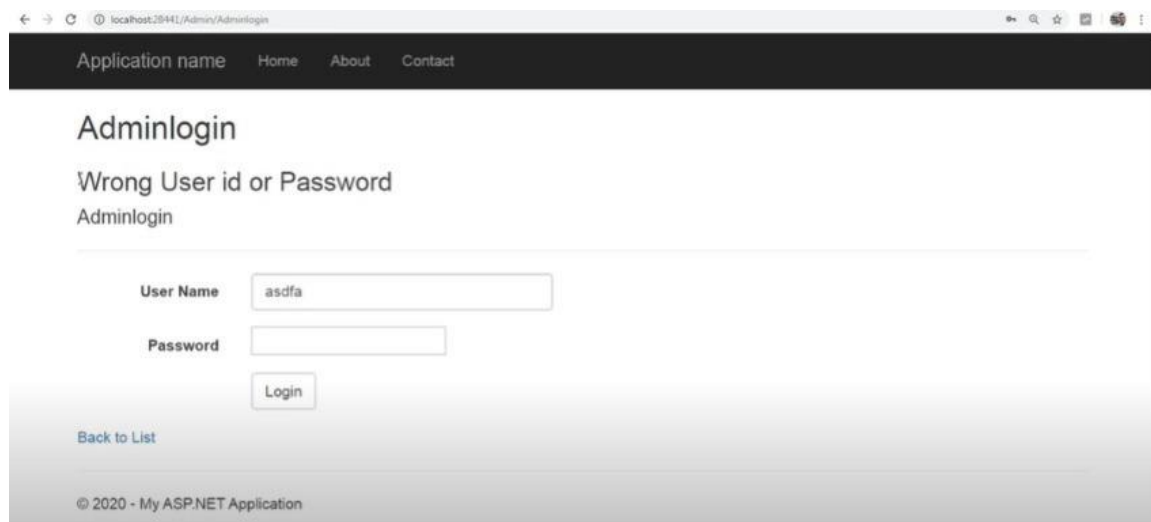 localhost:28441/Admin/Adminlogin
Application name Home About Contact
Adminlogin
Wrong User id or Password
Adminlogin
User Name asdfa
Password
Login
Back to List
© 2020 - My ASP.NET Application